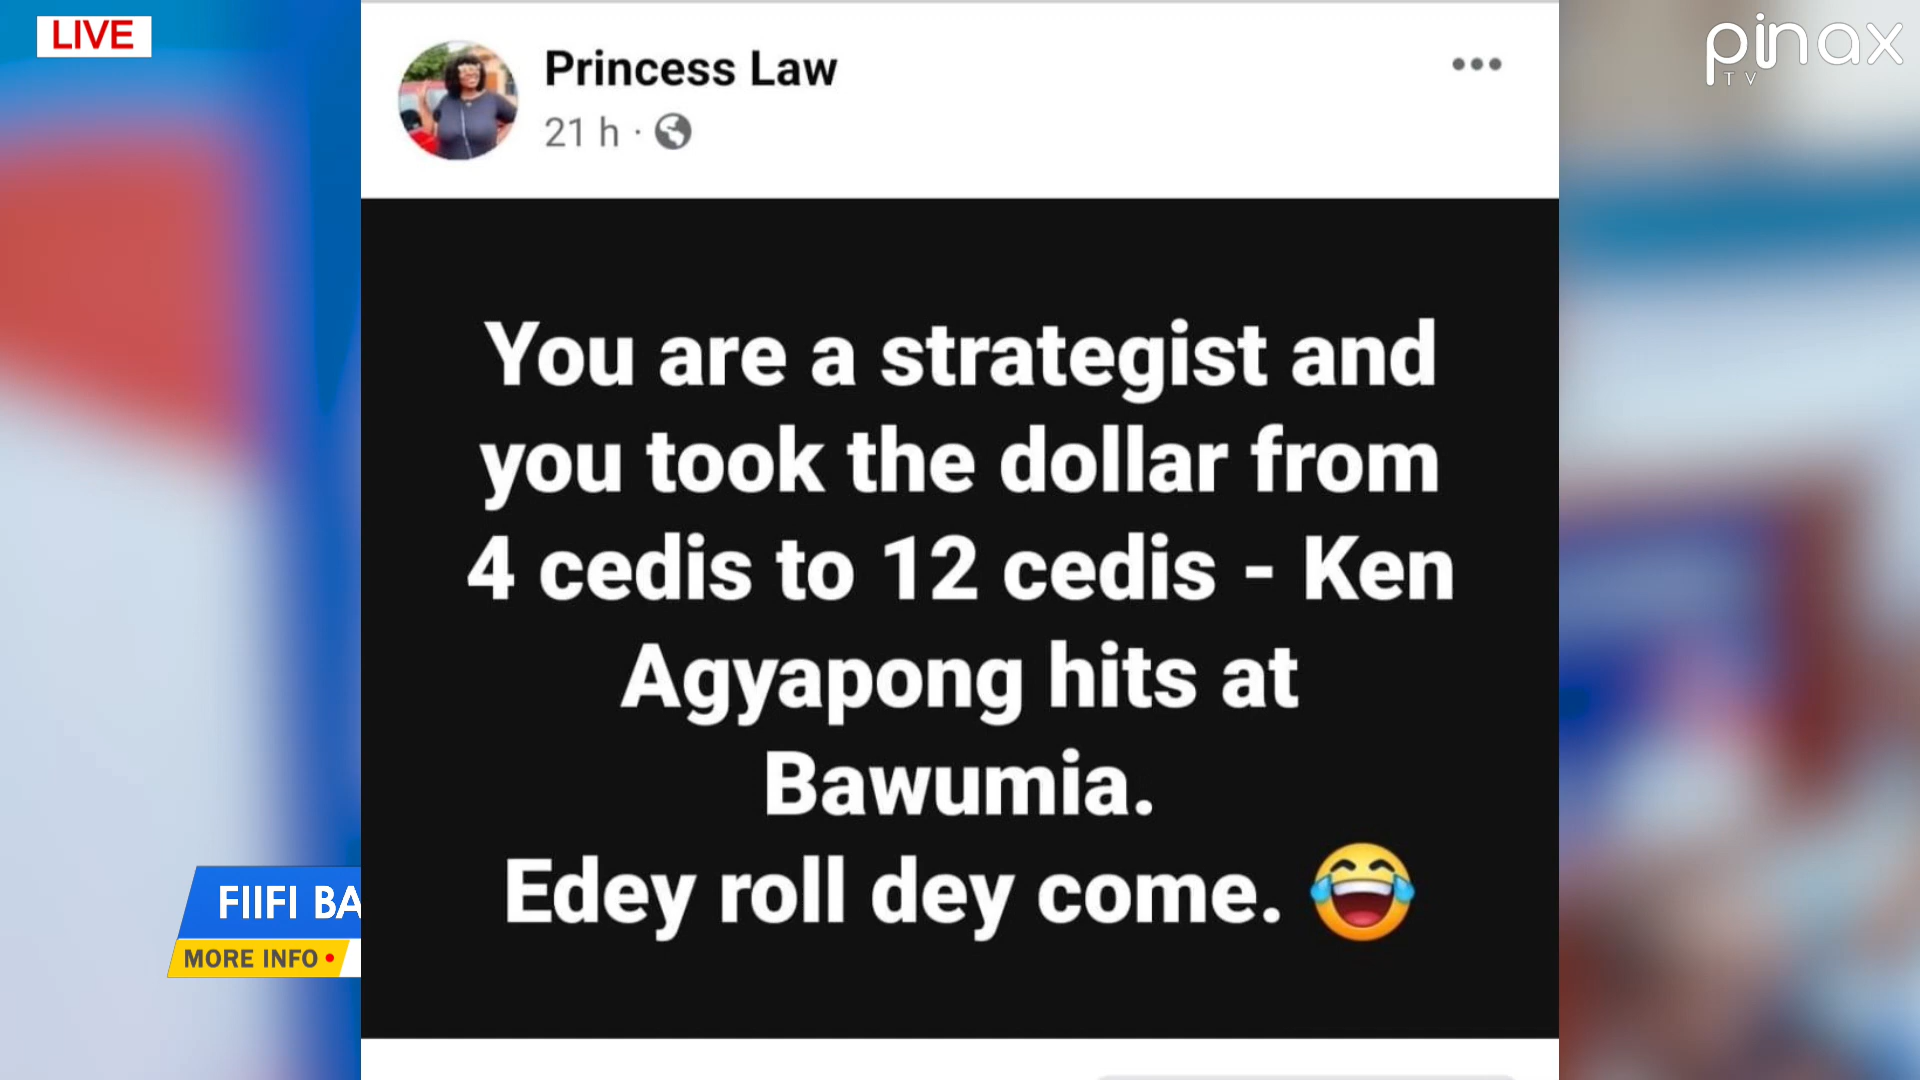 LIVE
pinax
TV
Princess Law
21 h ·
You are a strategist and
you took the dollar from
4 cedis to 12 cedis - Ken
Agyapong hits at
Bawumia.
Edey roll dey come. 😂
FIIFI BA
MORE INFO